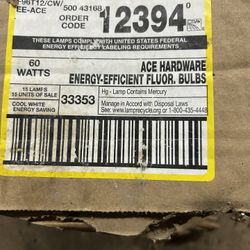 F96T12/CW/
EE-ACE
500 43168
ORDER
CODE
12394
THESE LAMPS COMPLY WITH UNITED STATES FEDERAL
ENERGY EFFICIENCY LABELING REQUIREMENTS
60
WATTS
ACE HARDWARE
ENERGY-EFFICIENT FLUOR. BULBS
15 LAMPS
15 UNITS OF SALE
COOL WHITE
ENERGY SAVING
33353
Hg - Lamp Contains Mercury
Manage in Accord with Disposal Laws
See: www.lamprecycle.org or 1-800-435-4448